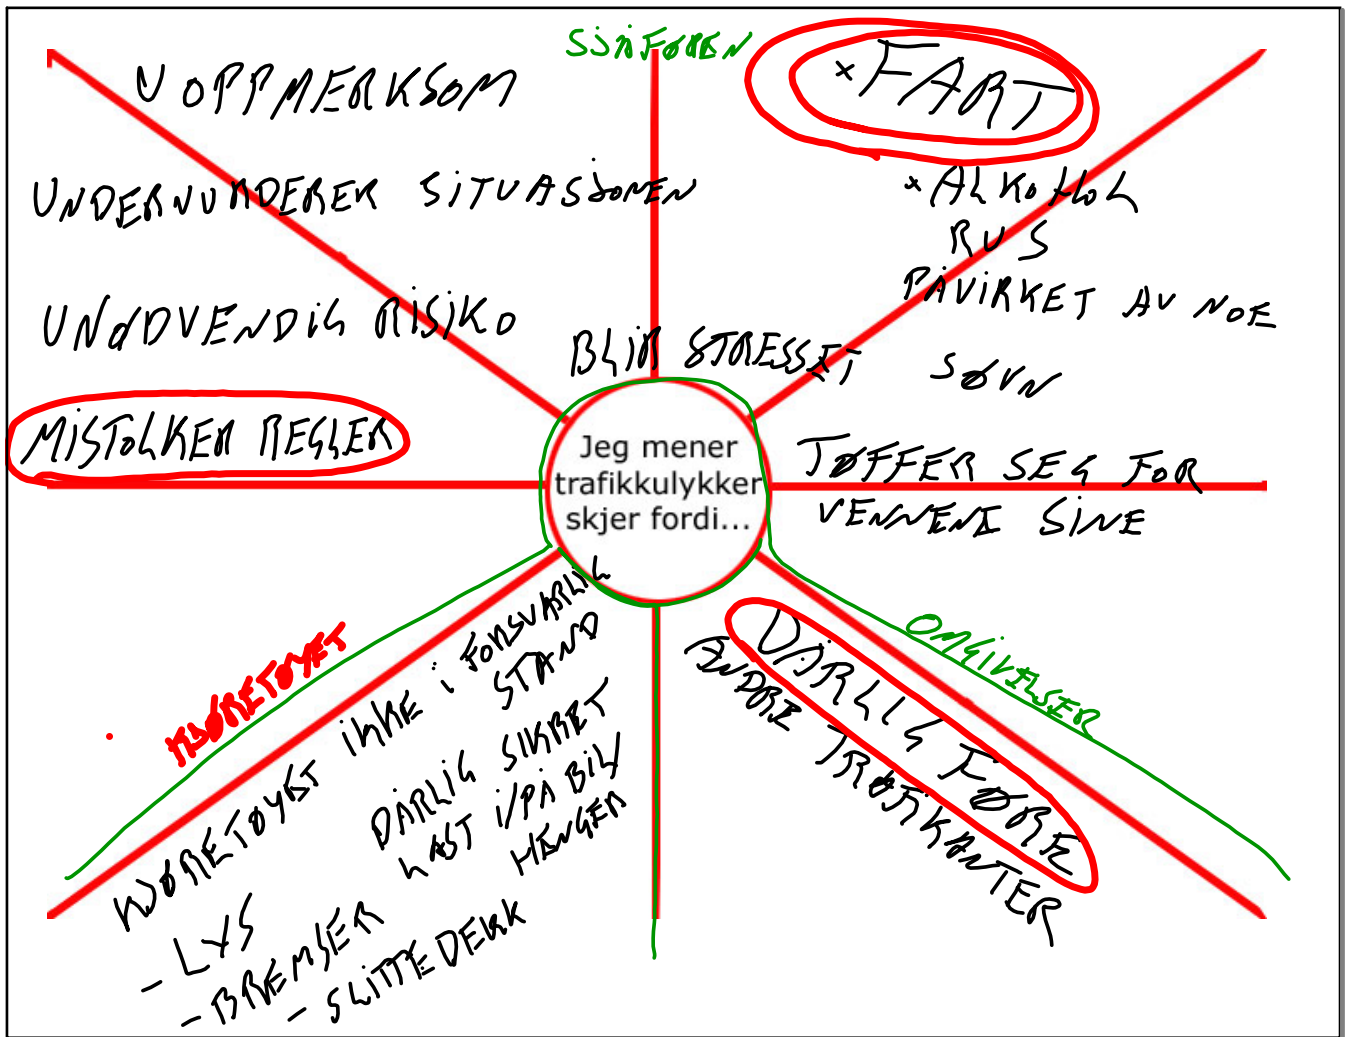 SJÅFØREN
UOPPMERKSOM
UNDERVURDERER SITUASJONEN
UNØDVENDIG RISIKO
MISTOLKER REGLER
BLIR STRESSET
× FART
× ALKOHOL
RUS
PÅVIRKET AV NOE
SØVN
TØFFER SEG FOR
VENNENE SINE
Jeg mener
trafikkulykker
skjer fordi...
KJØRETØYET
KJØRETØYET IKKE i FORSVARLIG
STAND
- LYS
- BREMSER
- SLITTE DEKK
DÅRLIG SIKRET
LAST i/PÅ BIL/
HENGER
OMGIVELSER
DÅRLIG FØRE
ANDRE TRAFIKANTER